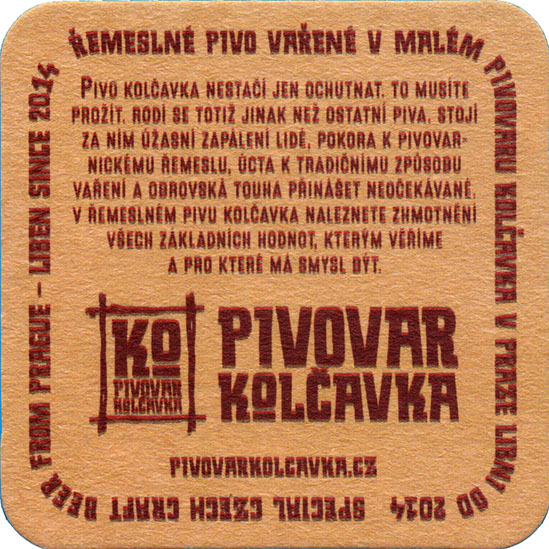 ŘEMESLNÉ PIVO VAŘENÉ V MALÉM PIVOVARU KOLČAVKA V PRAZE LIBNI OD 2014
SPECIAL CZECH CRAFT BEER FROM PRAGUE - LIBEN SINCE 2014
PIVO KOLČAVKA NESTAČÍ JEN OCHUTNAT. TO MUSÍTE
PROŽÍT. RODÍ SE TOTIŽ JINAK NEŽ OSTATNÍ PIVA. STOJÍ
ZA NÍM ÚŽASNÍ ZAPÁLENÍ LIDÉ, POKORA K PIVOVAR-
NICKÉMU ŘEMESLU, ÚCTA K TRADIČNÍMU ZPŮSOBU
VAŘENÍ A OBROVSKÁ TOUHA PŘINÁŠET NEOČEKÁVANÉ.
V ŘEMESLNÉM PIVU KOLČAVKA NALEZNETE ZHMOTNĚNÍ
VŠECH ZÁKLADNÍCH HODNOT, KTERÝM VĚŘÍME
A PRO KTERÉ MÁ SMYSL BÝT.
KO
PIVOVAR
KOLČAVKA
PIVOVAR
KOLČAVKA
PIVOVARKOLCAVKA.CZ